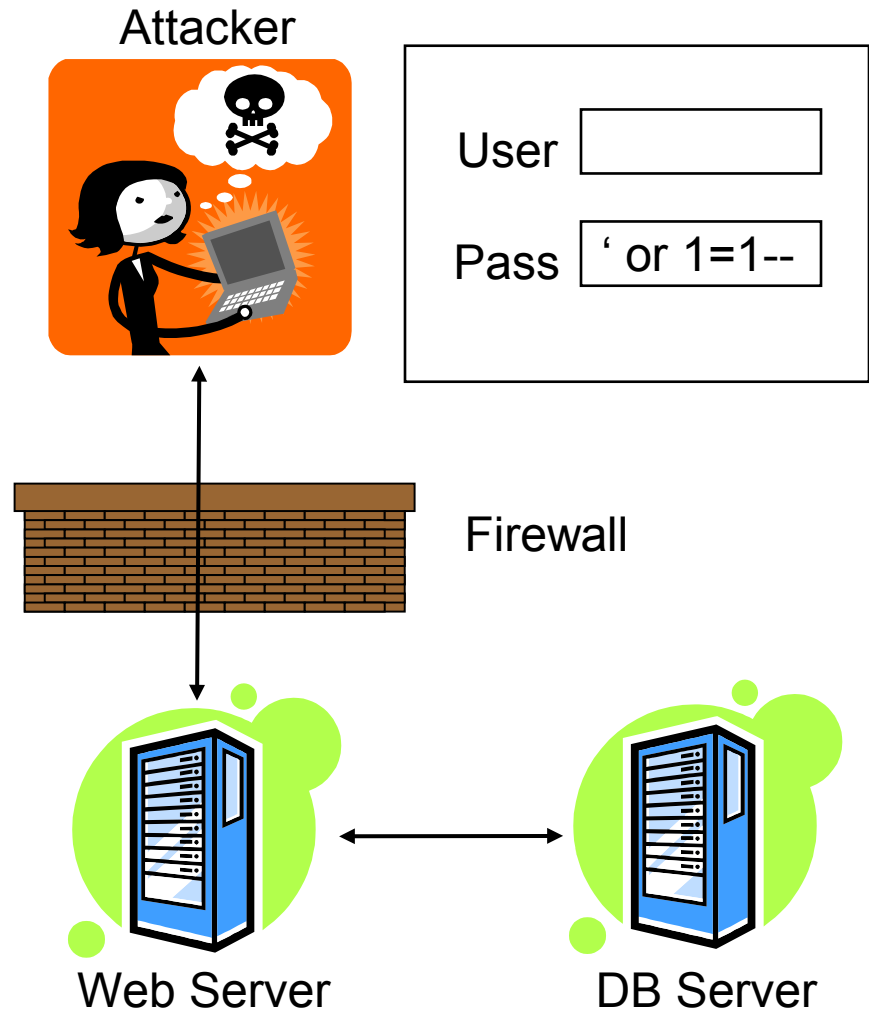 Attacker
User
Pass ‘ or 1=1--
Firewall
Web Server
DB Server